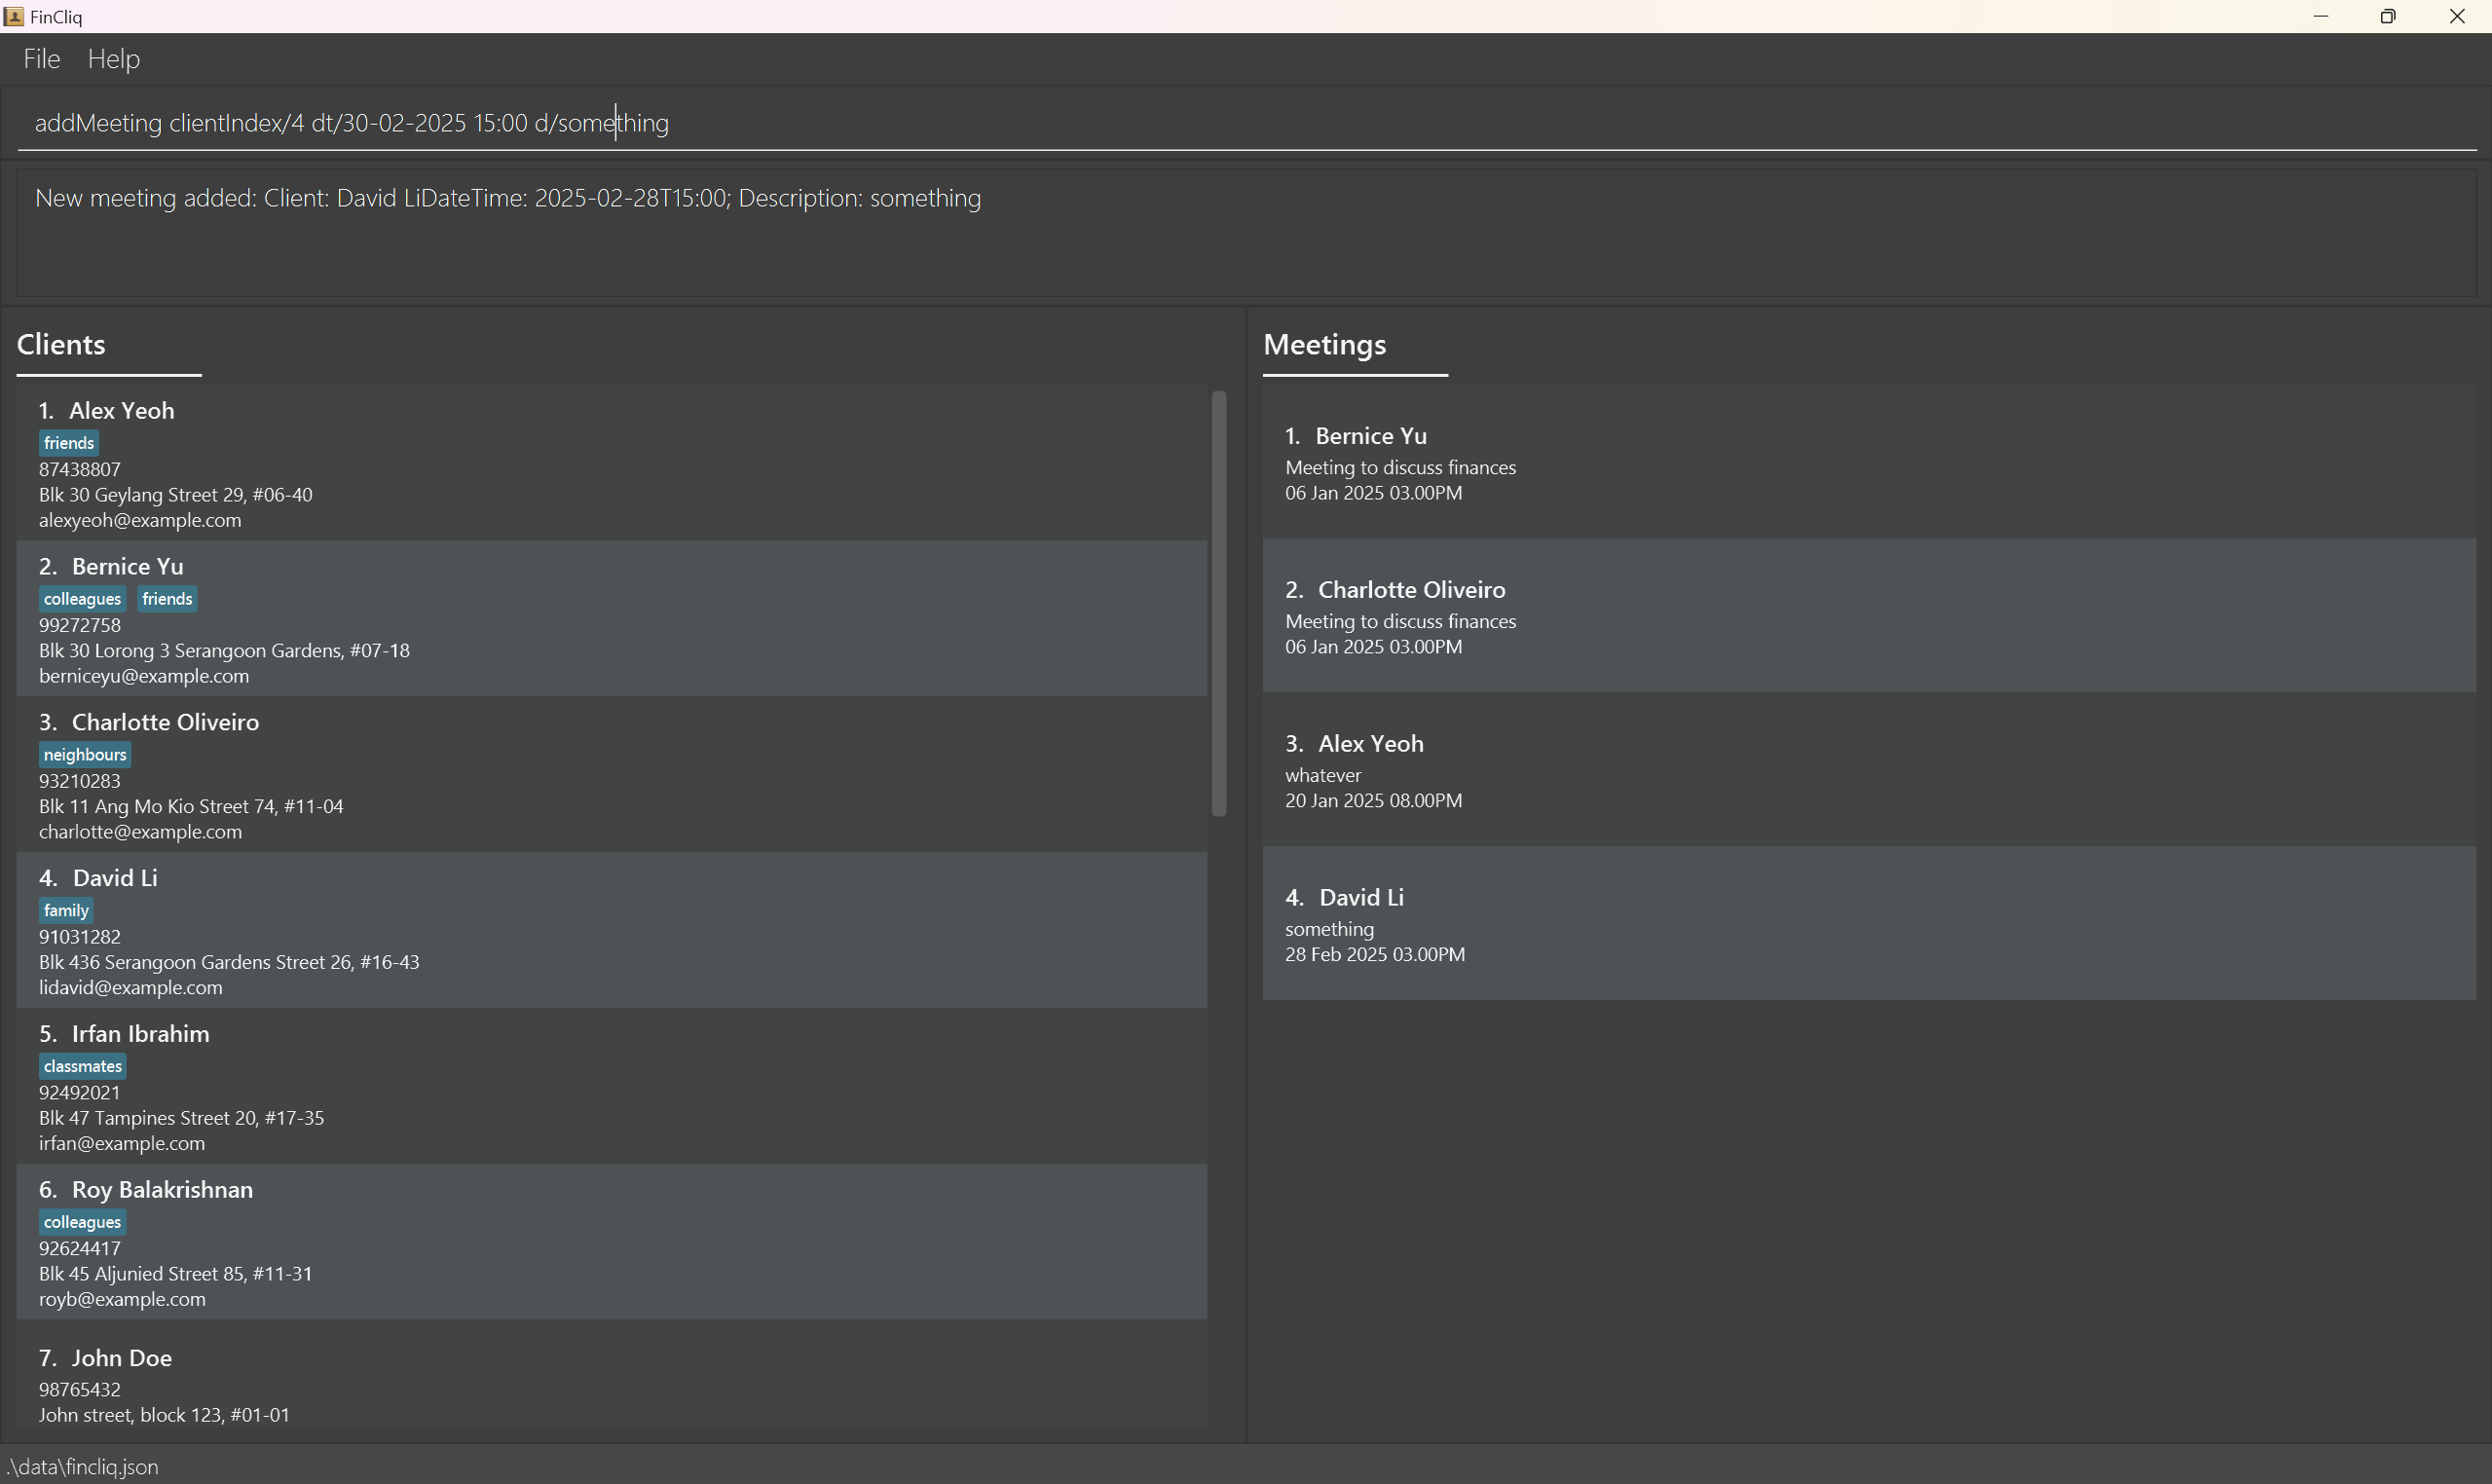 FinCliq
File Help
addMeeting clientIndex/4 dt/30-02-2025 15:00 d/something
New meeting added: Client: David LiDateTime: 2025-02-28T15:00; Description: something
Clients
1. Alex Yeoh
friends
87438807
Blk 30 Geylang Street 29, #06-40
alexyeoh@example.com
2. Bernice Yu
colleagues friends
99272758
Blk 30 Lorong 3 Serangoon Gardens, #07-18
berniceyu@example.com
3. Charlotte Oliveiro
neighbours
93210283
Blk 11 Ang Mo Kio Street 74, #11-04
charlotte@example.com
4. David Li
family
91031282
Blk 436 Serangoon Gardens Street 26, #16-43
lidavid@example.com
5. Irfan Ibrahim
classmates
92492021
Blk 47 Tampines Street 20, #17-35
irfan@example.com
6. Roy Balakrishnan
colleagues
92624417
Blk 45 Aljunied Street 85, #11-31
royb@example.com
7. John Doe
98765432
John street, block 123, #01-01
Meetings
1. Bernice Yu
Meeting to discuss finances
06 Jan 2025 03.00PM
2. Charlotte Oliveiro
Meeting to discuss finances
06 Jan 2025 03.00PM
3. Alex Yeoh
whatever
20 Jan 2025 08.00PM
4. David Li
something
28 Feb 2025 03.00PM
.\data\fincliq.json